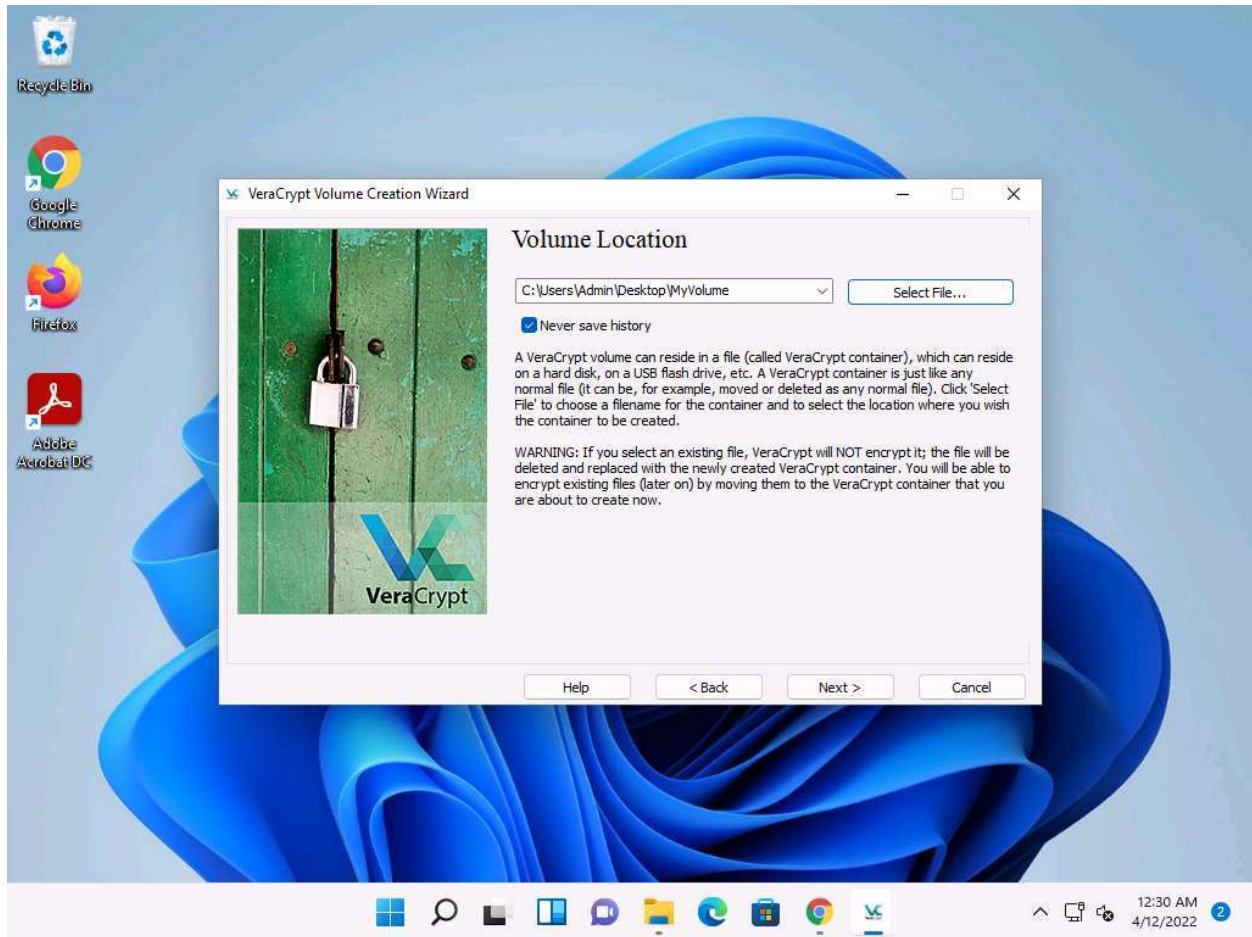 Recycle Bin
Google
Chrome
Firefox
Adobe
Acrobat DC
VeraCrypt Volume Creation Wizard
Volume Location
C:\Users\Admin\Desktop\MyVolume
Select File...
Never save history
A VeraCrypt volume can reside in a file (called VeraCrypt container), which can reside
on a hard disk, on a USB flash drive, etc. A VeraCrypt container is just like any
normal file (it can be, for example, moved or deleted as any normal file). Click 'Select
File' to choose a filename for the container and to select the location where you wish
the container to be created.
WARNING: If you select an existing file, VeraCrypt will NOT encrypt it; the file will be
deleted and replaced with the newly created VeraCrypt container. You will be able to
encrypt existing files (later on) by moving them to the VeraCrypt container that you
are about to create now.
VeraCrypt
Help
< Back
Next >
Cancel
12:30 AM
4/12/2022
2